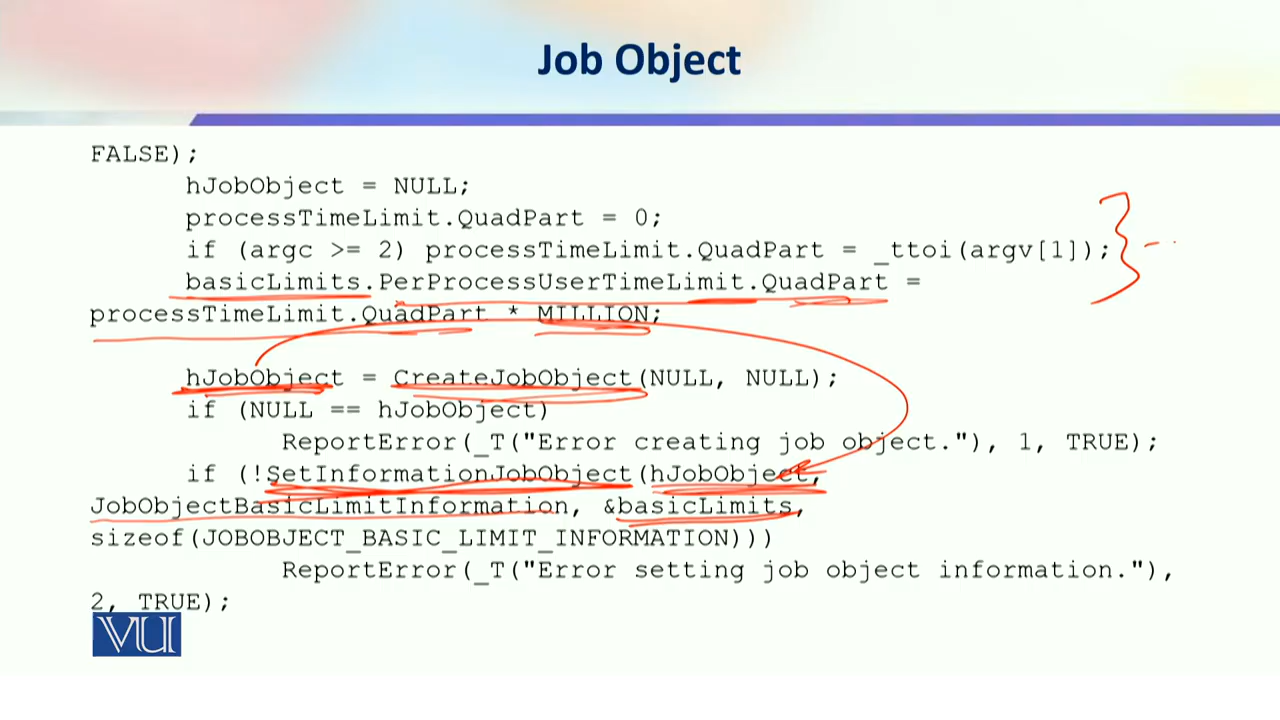 Job Object
FALSE);
hJobObject = NULL;
processTimeLimit.QuadPart = 0;
if (argc >= 2) processTimeLimit.QuadPart = _ttoi(argv[1]);
basicLimits.PerProcessUserTimeLimit.QuadPart =
processTimeLimit.QuadPart * MILLION;
hJobObject = CreateJobObject(NULL, NULL);
if (NULL == hJobObject)
ReportError(_T("Error creating job object."), 1, TRUE);
if (!SetInformationJobObject(hJobObject,
JobObjectBasicLimitInformation, &basicLimits,
sizeof(JOBOBJECT_BASIC_LIMIT_INFORMATION)))
ReportError(_T("Error setting job object information."),
2, TRUE);
VU